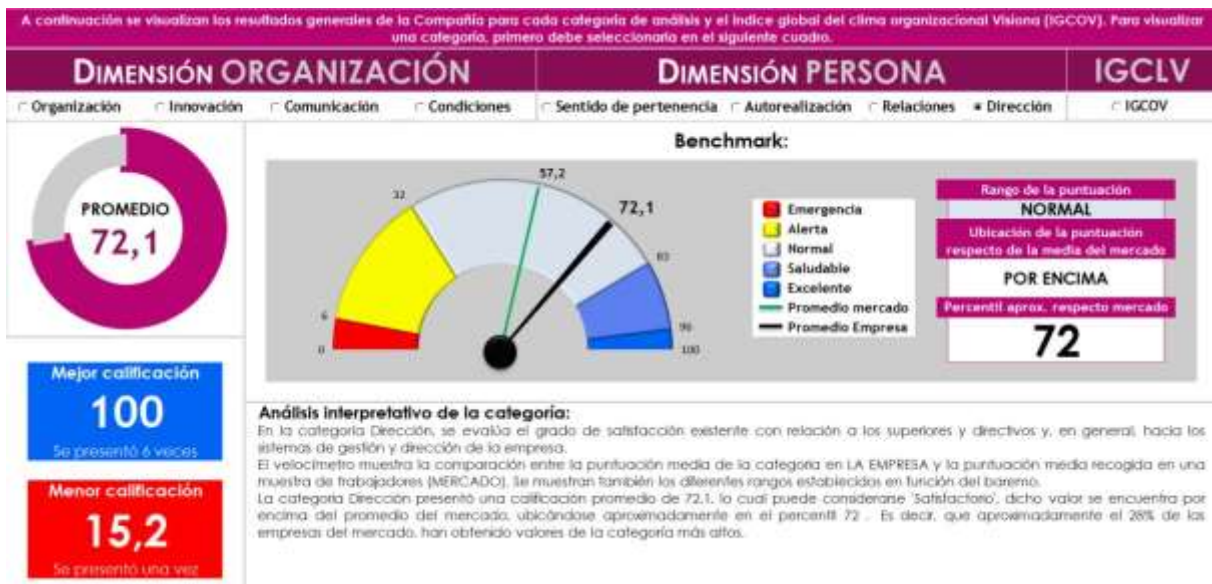 A continuación se visualizan los resultados generales de la Compañía para cada categoría de análisis y el índice global del clima organizacional Visiona (IGCOV). Para visualizar
una categoría, primero debe seleccionarla en el siguiente cuadro.
DIMENSIÓN ORGANIZACIÓN
DIMENSIÓN PERSONA
IGCLV
Organización
Innovación
Comunicación
Condiciones
Sentido de pertenencia
Autorealización
Relaciones
Dirección
IGCOV
PROMEDIO
72,1
Benchmark:
0
6
32
57,2
72,1
83
98
100
Emergencia
Alerta
Normal
Saludable
Excelente
Promedio mercado
Promedio Empresa
Rango de la puntuación
NORMAL
Ubicación de la puntuación
respecto de la media del mercado
POR ENCIMA
Percentil aprox. respecto mercado
72
Mejor calificación
100
Se presentó 6 veces
Menor calificación
15,2
Se presentó una vez
Análisis interpretativo de la categoría:
En la categoría Dirección, se evalúa el grado de satisfacción existente con relación a los superiores y directivos y, en general, hacia los
sistemas de gestión y dirección de la empresa.
El velocímetro muestra la comparación entre la puntuación media de la categoría en LA EMPRESA y la puntuación media recogida en una
muestra de trabajadores (MERCADO). Se muestran también los diferentes rangos establecidos en función del baremo.
La categoría Dirección presentó una calificación promedio de 72,1, lo cual puede considerarse 'Satisfactorio', dicho valor se encuentra por
encima del promedio del mercado, ubicándose aproximadamente en el percentil 72 . Es decir, que aproximadamente el 28% de las
empresas del mercado, han obtenido valores de la categoría más altos.